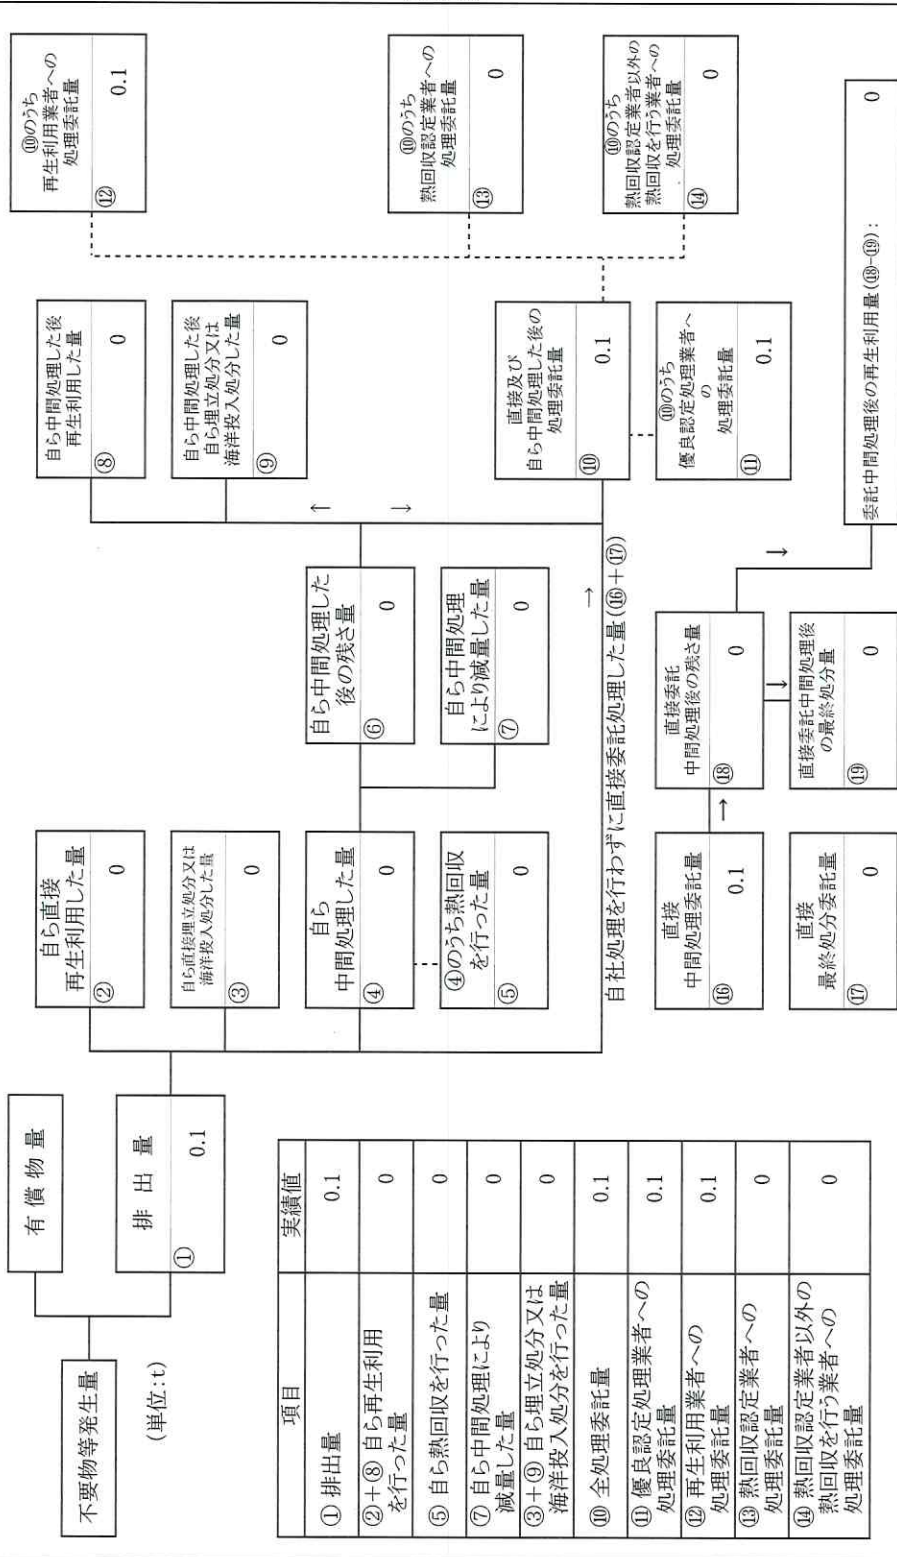 不要物等発生量
(単位:t)
有償物量
排出量
①
0.1
自ら直接
再生利用した量
②
0
自ら直接埋立処分又は
海洋投入処分した量
③
0
自ら
中間処理した量
④
0
④のうち熱回収
を行った量
⑤
0
自ら中間処理した
後の残さ量
⑥
0
自ら中間処理
により減量した量
⑦
0
自ら中間処理した後
再生利用した量
⑧
0
自ら中間処理した後
自ら埋立処分又は
海洋投入処分した量
⑨
0
↑
↓
直接及び
自ら中間処理した後の
処理委託量
⑩
0.1
⑩のうち
優良認定処理業者へ
の
処理委託量
⑪
0.1
⑩のうち
再生利用業者への
処理委託量
⑫
0.1
⑩のうち
熱回収認定業者への
処理委託量
⑬
0
⑩のうち
熱回収認定業者以外の
熱回収を行う業者への
処理委託量
⑭
0
→
自社処理を行わずに直接委託処理した量(⑯+⑰)
直接
中間処理委託量
⑯
0.1
→
直接
最終処分委託量
⑰
0
直接委託
中間処理後の残さ量
⑱
0
↓
直接委託中間処理後
の最終処分量
⑲
0
↓
委託中間処理後の再生利用量(⑱-⑲):
0
項目 実績値
①排出量 0.1
②+⑧自ら再生利用
を行った量 0
⑤自ら熱回収を行った量 0
⑦自ら中間処理により
減量した量 0
③+⑨自ら埋立処分又は
海洋投入処分を行った量 0
⑩全処理委託量 0.1
⑪優良認定処理業者への
処理委託量 0.1
⑫再生利用業者への
処理委託量 0.1
⑬熱回収認定業者への
処理委託量 0
⑭熱回収認定業者以外の
熱回収を行う業者への
処理委託量 0